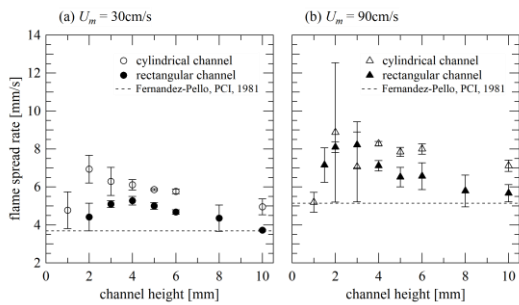 (a) U_m = 30cm/s
(b) U_m = 90cm/s
14
12
10
8
6
4
2
flame spread rate [mm/s]
cylindrical channel
rectangular channel
Fernandez-Pello, PCI, 1981
cylindrical channel
rectangular channel
Fernandez-Pello, PCI, 1981
0 2 4 6 8 10
0 2 4 6 8 10
channel height [mm]
channel height [mm]